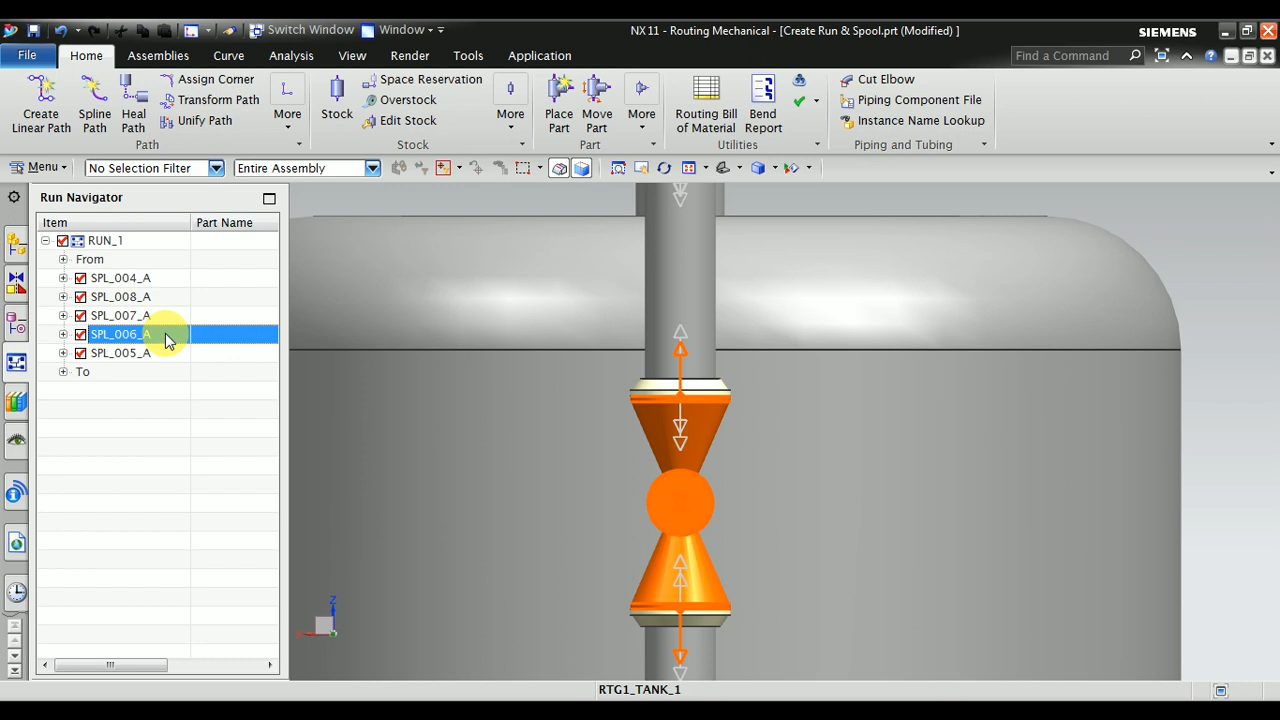 Switch Window Window NX 11 - Routing Mechanical - [Create Run & Spool.prt (Modified) ] SIEMENS
File Home Assemblies Curve Analysis View Render Tools Application Find a Command
Create Linear Path
Spline Path
Heal Path
Assign Corner
Transform Path
Unify Path
More
Path
Stock
Space Reservation
Overstock
Edit Stock
More
Stock
Place Part
Move Part
More
Part
Routing Bill of Material
Bend Report
Utilities
Cut Elbow
Piping Component File
Instance Name Lookup
Piping and Tubing
Menu No Selection Filter Entire Assembly
Run Navigator
Item Part Name
RUN_1
From
SPL_004_A
SPL_008_A
SPL_007_A
SPL_006_A
SPL_005_A
To
Z
RTG1_TANK_1